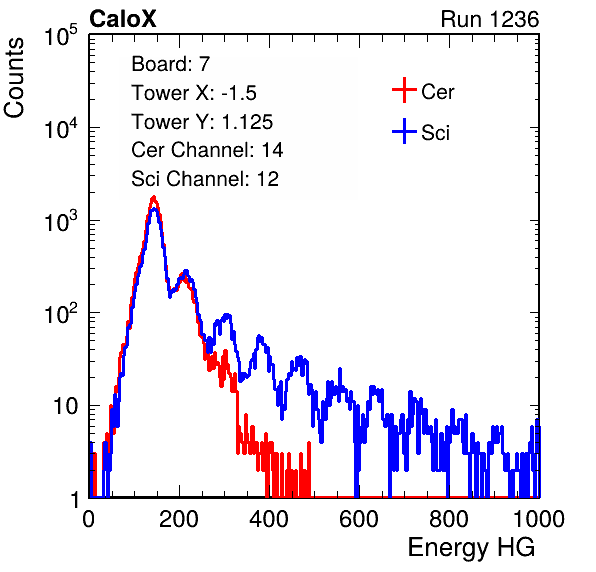 CaloX Run 1236
Counts
10^5
10^4
10^3
10^2
10
1
Board: 7
Tower X: -1.5
Tower Y: 1.125
Cer Channel: 14
Sci Channel: 12
Cer
Sci
0 200 400 600 800 1000
Energy HG